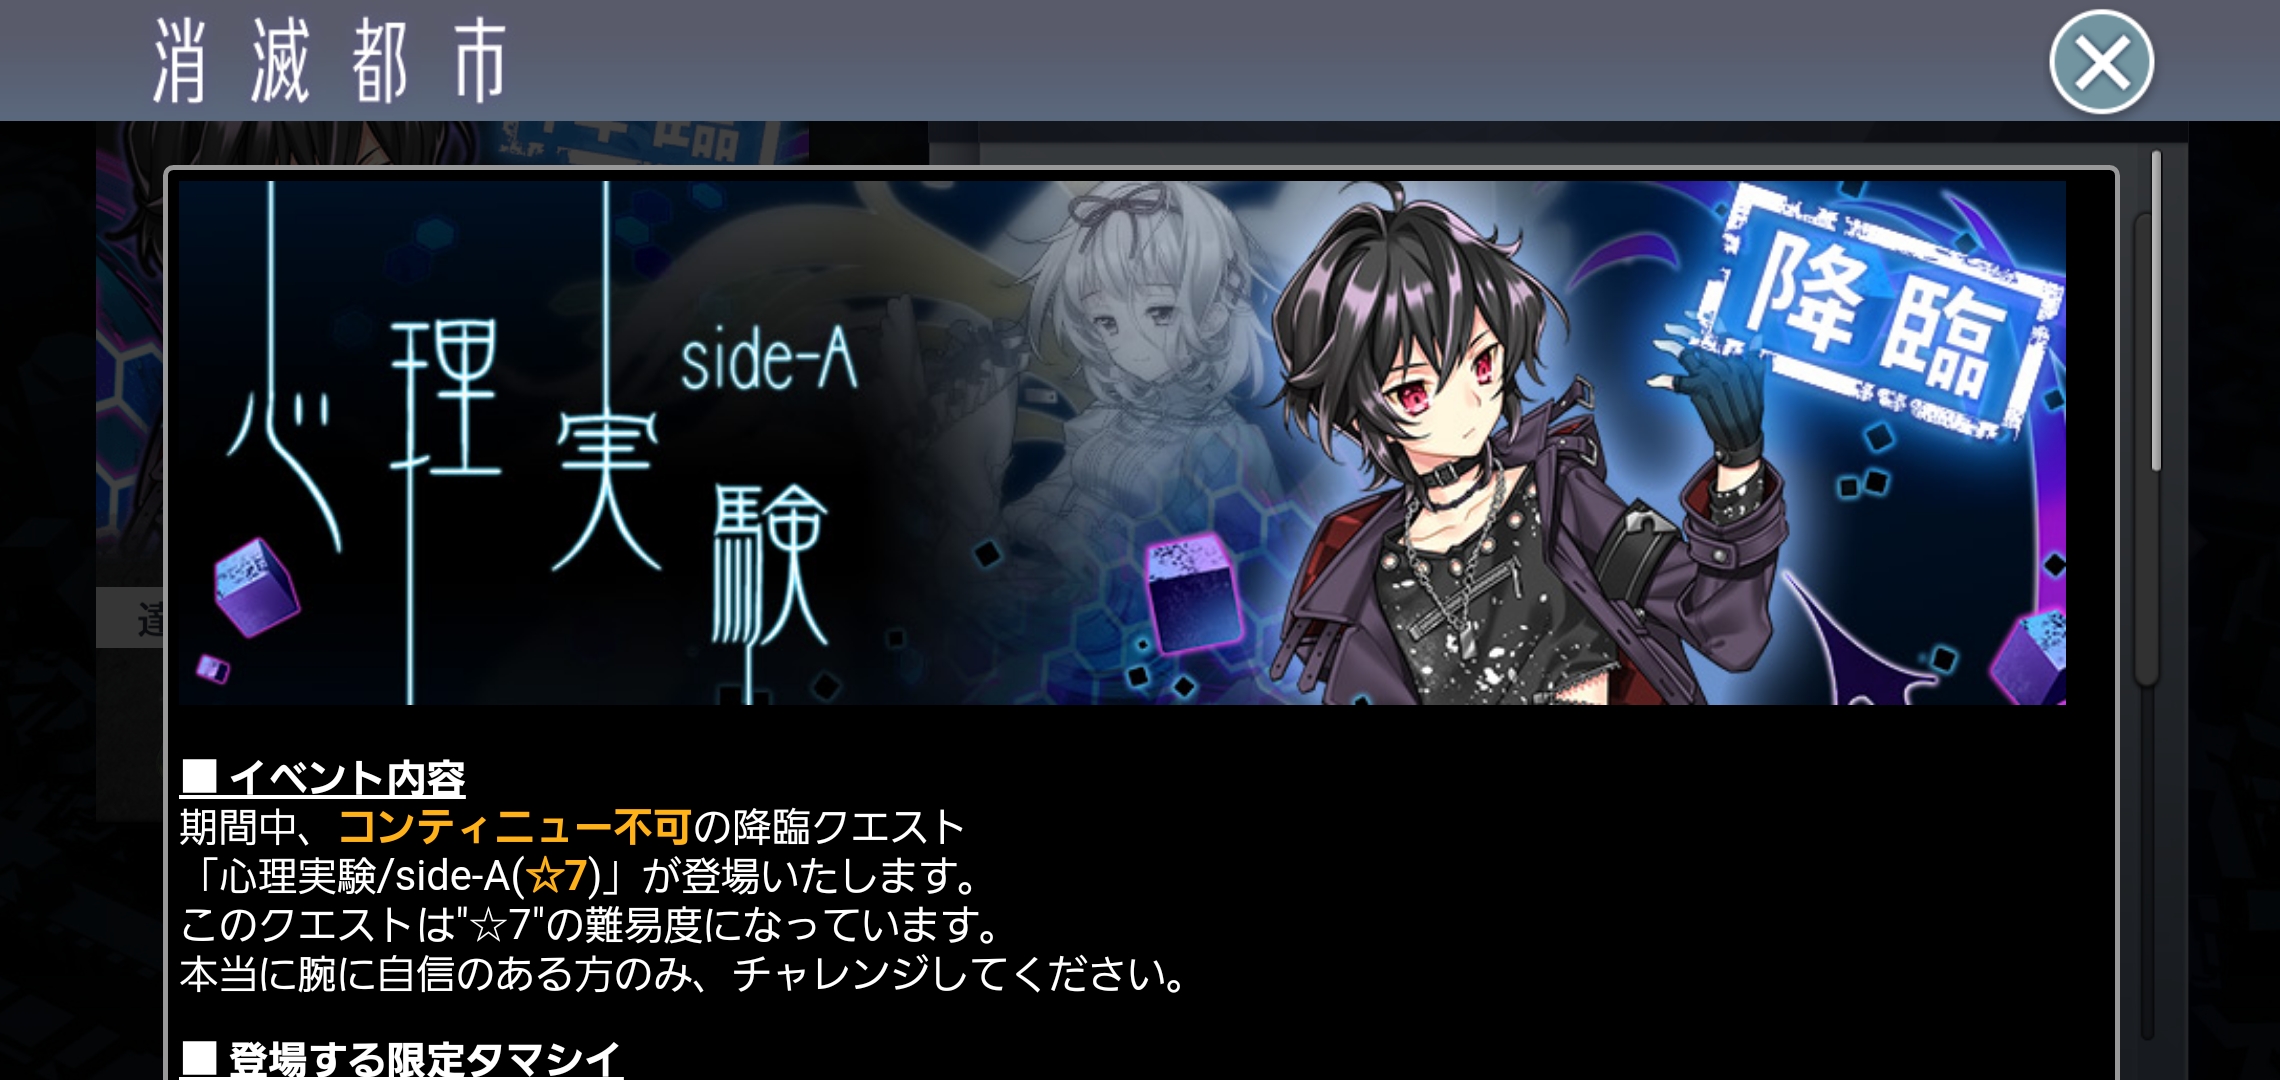 消滅都市
心理実験
side-A
降臨
■ イベント内容
期間中、コンティニュー不可の降臨クエスト
「心理実験/side-A(☆7)」が登場いたします。
このクエストは"☆7"の難易度になっています。
本当に腕に自信のある方のみ、チャレンジしてください。
■ 登場する限定タマシイ